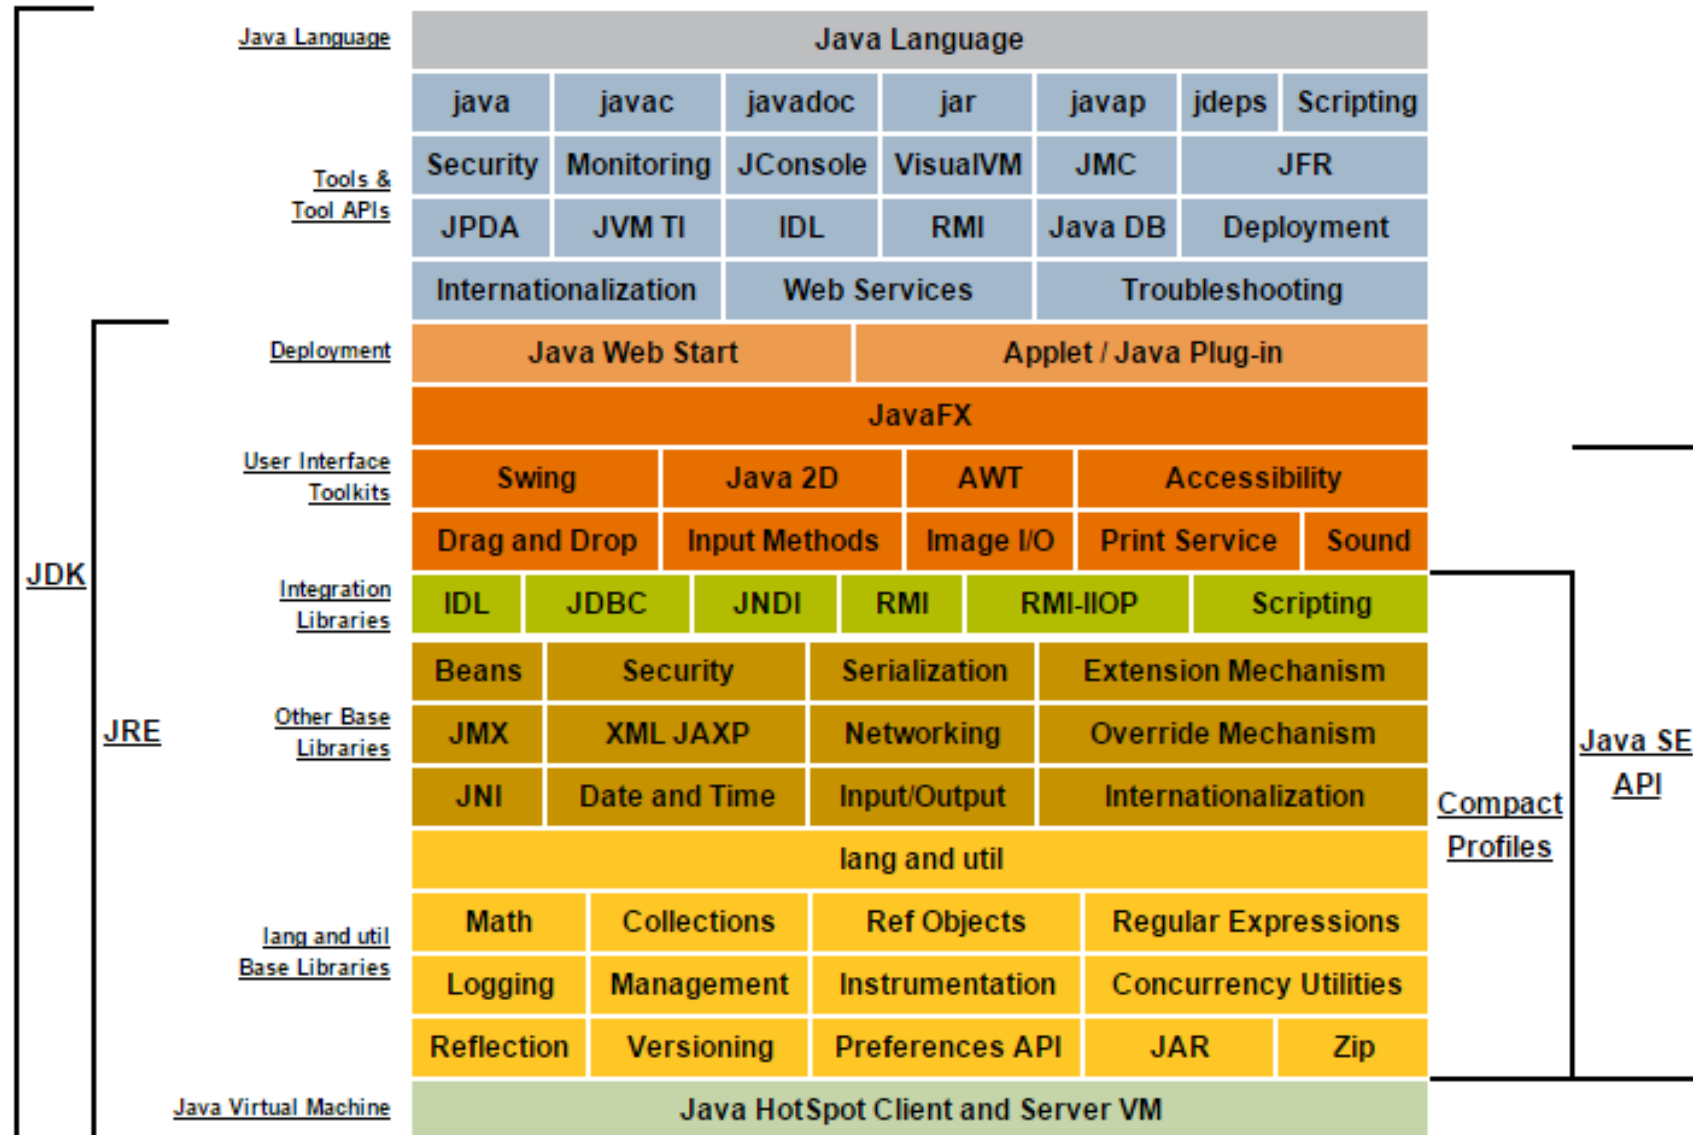 Java Language
Java Language
java javac javadoc jar javap jdeps Scripting
Tools &
Tool APIs
Security Monitoring JConsole VisualVM JMC JFR
JPDA JVM TI IDL RMI Java DB Deployment
Internationalization Web Services Troubleshooting
Deployment
Java Web Start Applet / Java Plug-in
JavaFX
User Interface
Toolkits
Swing Java 2D AWT Accessibility
Drag and Drop Input Methods Image I/O Print Service Sound
JDK
Integration
Libraries
IDL JDBC JNDI RMI RMI-IIOP Scripting
Beans Security Serialization Extension Mechanism
JRE
Other Base
Libraries
JMX XML JAXP Networking Override Mechanism
Java SE
API
JNI Date and Time Input/Output Internationalization
Compact
Profiles
lang and util
lang and util
Base Libraries
Math Collections Ref Objects Regular Expressions
Logging Management Instrumentation Concurrency Utilities
Reflection Versioning Preferences API JAR Zip
Java Virtual Machine
Java HotSpot Client and Server VM